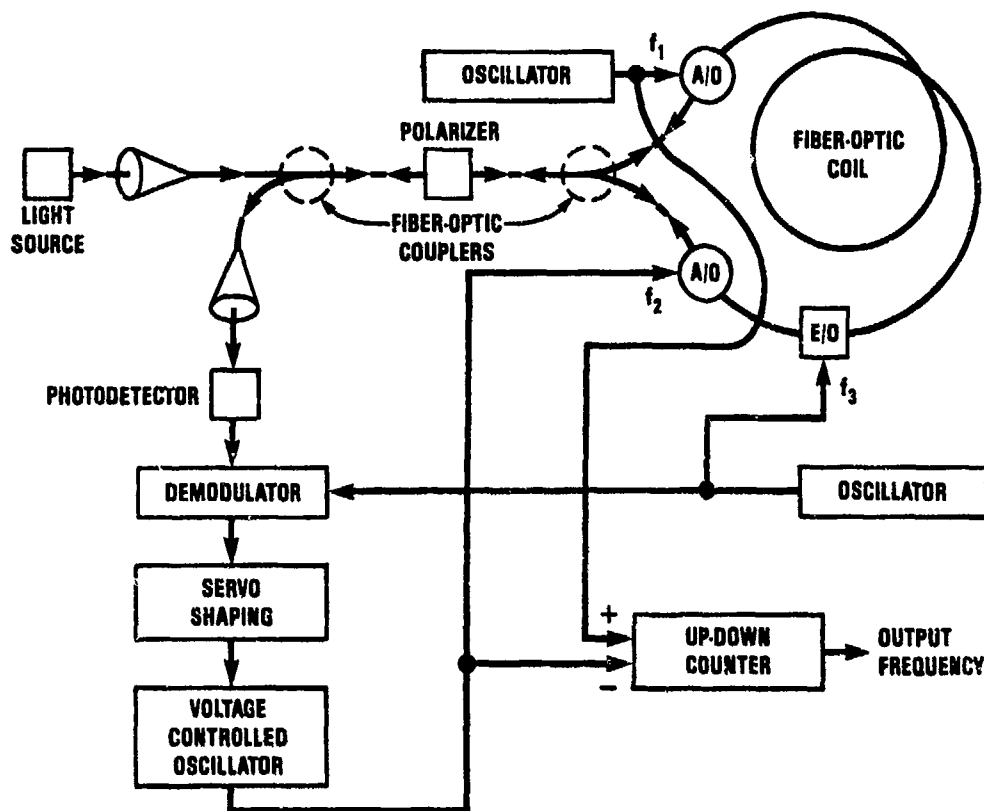 OSCILLATOR
f1
A/O
POLARIZER
FIBER-OPTIC
COIL
LIGHT
SOURCE
FIBER-OPTIC
COUPLERS
A/O
f2
E/O
f3
PHOTODETECTOR
DEMODULATOR
OSCILLATOR
SERVO
SHAPING
+
UP-DOWN
COUNTER
OUTPUT
FREQUENCY
−
VOLTAGE
CONTROLLED
OSCILLATOR